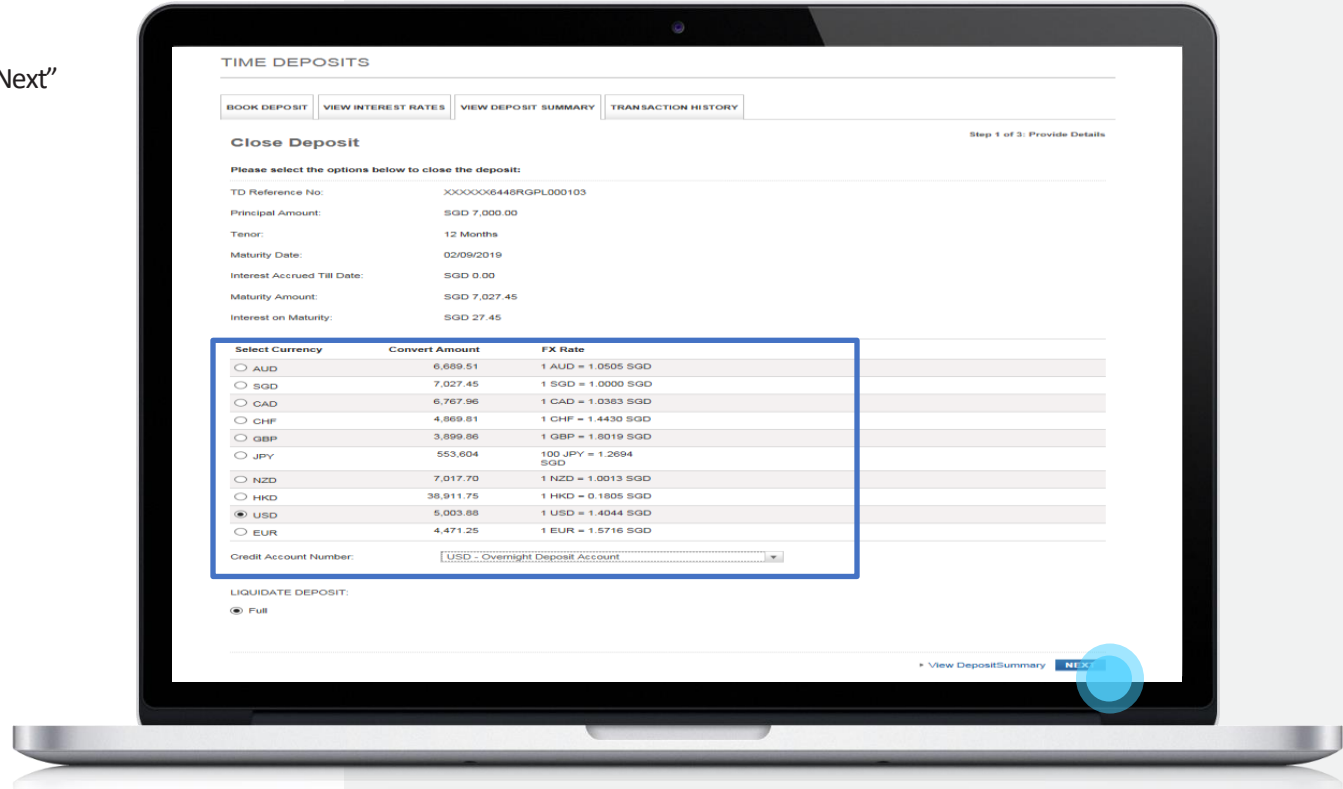 Next”
TIME DEPOSITS
BOOK DEPOSIT VIEW INTEREST RATES VIEW DEPOSIT SUMMARY TRANSACTION HISTORY
Step 1 of 3: Provide Details
Close Deposit
Please select the options below to close the deposit:
TD Reference No: XXXXXX6448RGPL000103
Principal Amount: SGD 7,000.00
Tenor: 12 Months
Maturity Date: 02/09/2019
Interest Accrued Till Date: SGD 0.00
Maturity Amount: SGD 7,027.45
Interest on Maturity: SGD 27.45
Select Currency Convert Amount FX Rate
AUD 6,689.51 1 AUD = 1.0505 SGD
SGD 7,027.45 1 SGD = 1.0000 SGD
CAD 6,767.96 1 CAD = 1.0383 SGD
CHF 4,869.81 1 CHF = 1.4430 SGD
GBP 3,899.86 1 GBP = 1.8019 SGD
JPY 553,604 100 JPY = 1.2694
SGD
NZD 7,017.70 1 NZD = 1.0013 SGD
HKD 38,911.75 1 HKD = 0.1805 SGD
USD 5,003.88 1 USD = 1.4044 SGD
EUR 4,471.25 1 EUR = 1.5716 SGD
Credit Account Number: USD - Overnight Deposit Account
LIQUIDATE DEPOSIT:
Full
View DepositSummary NEXT